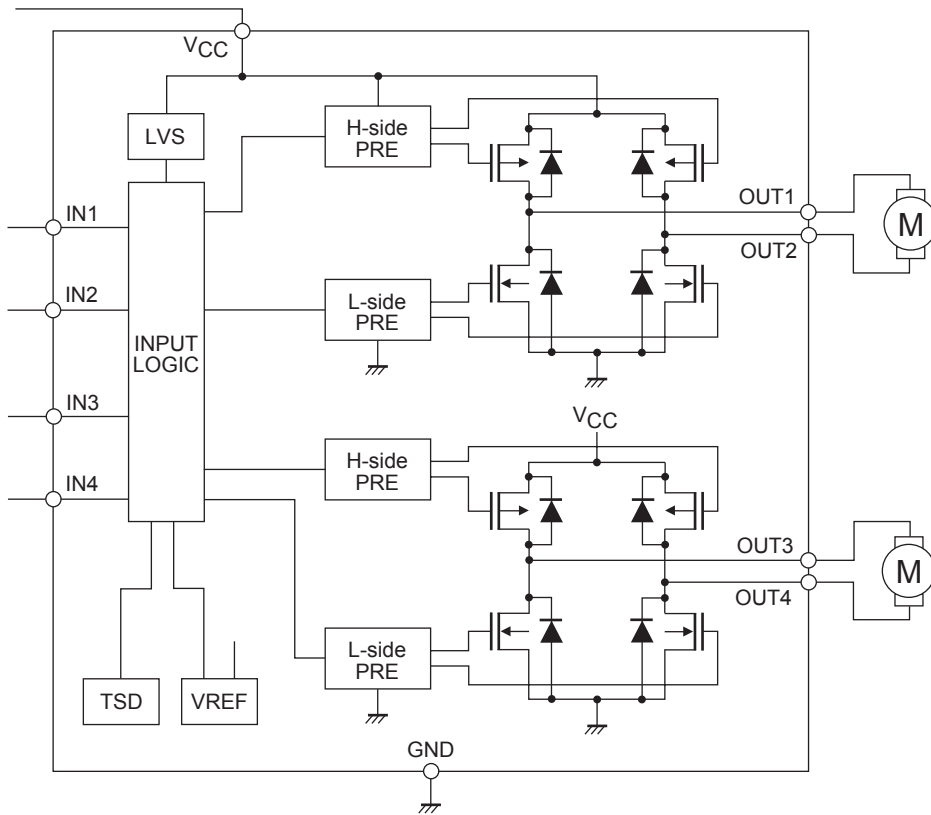 VCC
LVS
H-side
PRE
IN1
OUT1
M
OUT2
IN2
L-side
PRE
INPUT
LOGIC
IN3
VCC
H-side
PRE
IN4
OUT3
M
OUT4
L-side
PRE
TSD
VREF
GND